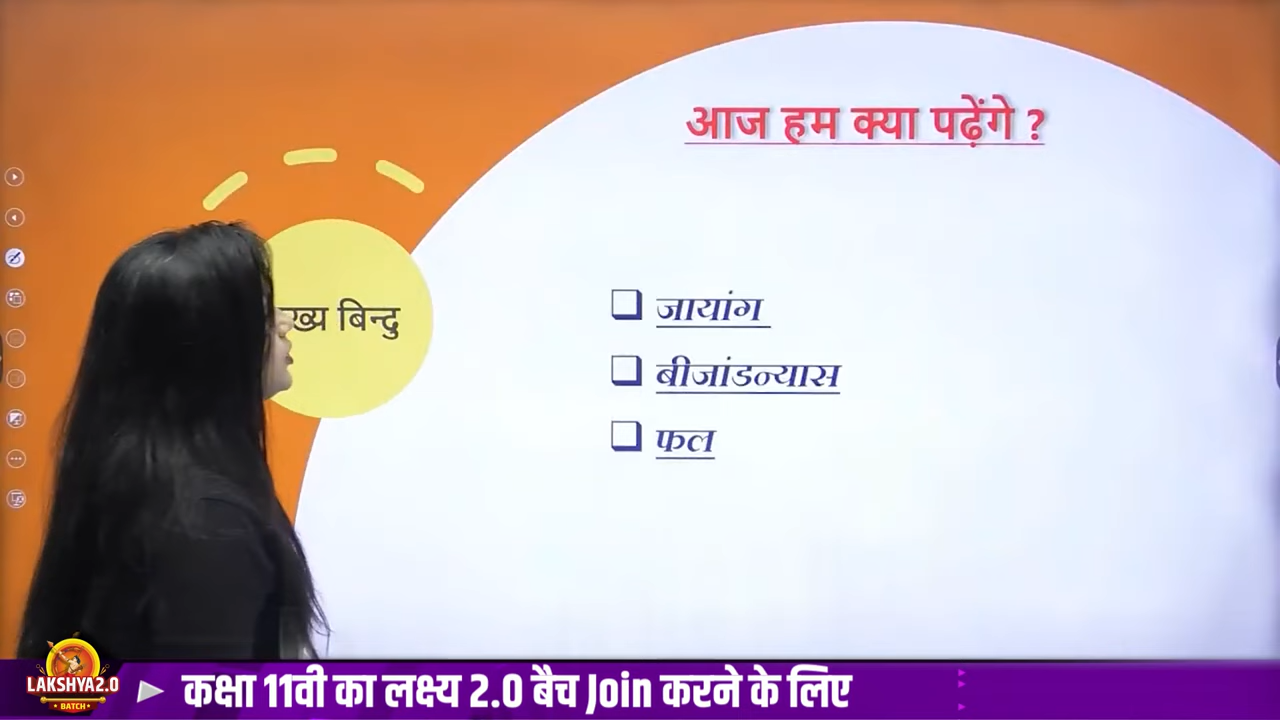 आज हम क्या पढ़ेंगे ?
बिन्दु
❑ जायांग
❑ बीजांडन्यास
❑ फल
LAKSHYA2.0
BATCH
कक्षा 11वी का लक्ष्य 2.0 बैच Join करने के लिए